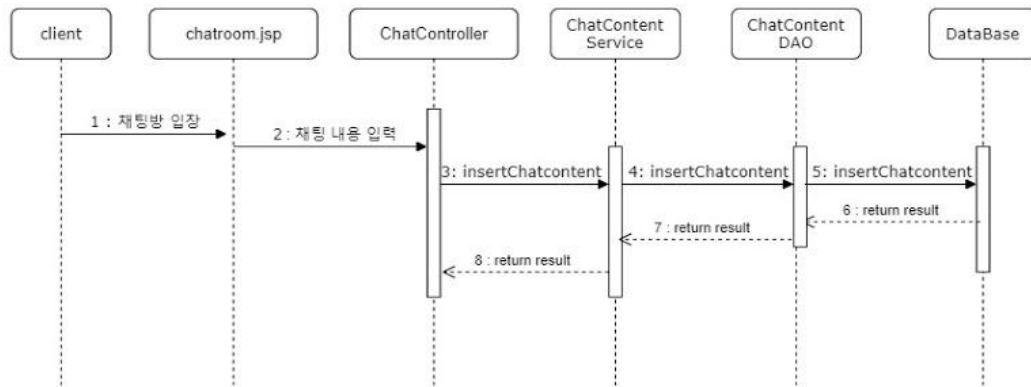 client
chatroom.jsp
ChatController
ChatContent
Service
ChatContent
DAO
DataBase
1 : 채팅방 입장
2 : 채팅 내용 입력
3: insertChatcontent
4: insertChatcontent
5: insertChatcontent
6 : return result
7 : return result
8 : return result